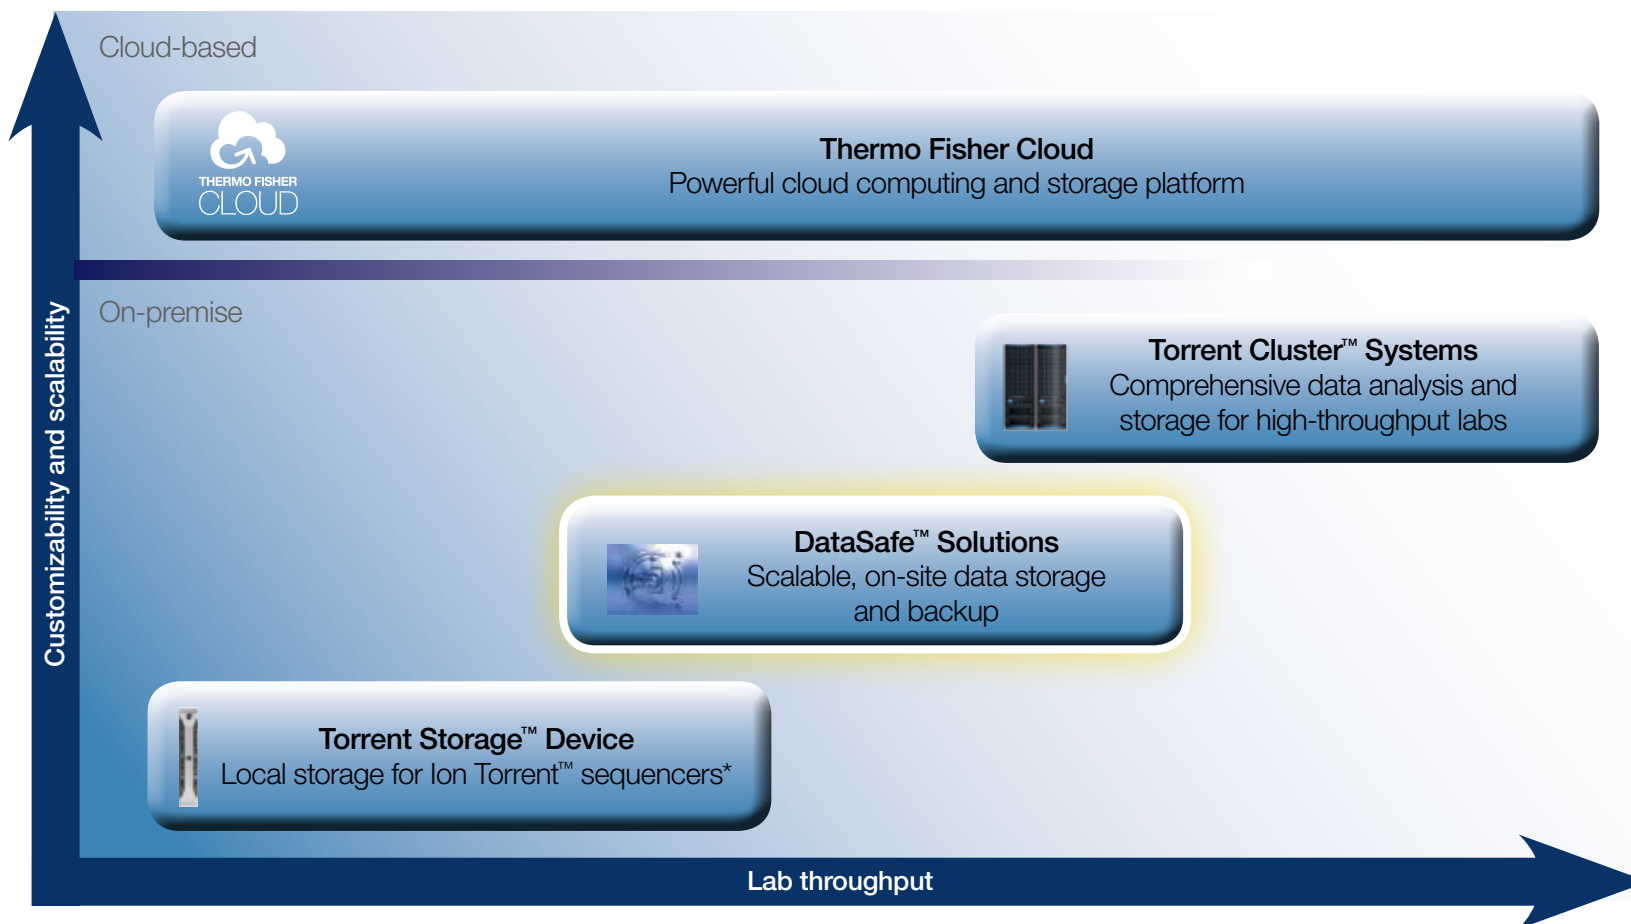 Cloud-based
THERMO FISHER
CLOUD
Thermo Fisher Cloud
Powerful cloud computing and storage platform
On-premise
Torrent Cluster™ Systems
Comprehensive data analysis and
storage for high-throughput labs
DataSafe™ Solutions
Scalable, on-site data storage
and backup
Torrent Storage™ Device
Local storage for Ion Torrent™ sequencers*
Customizability and scalability
Lab throughput